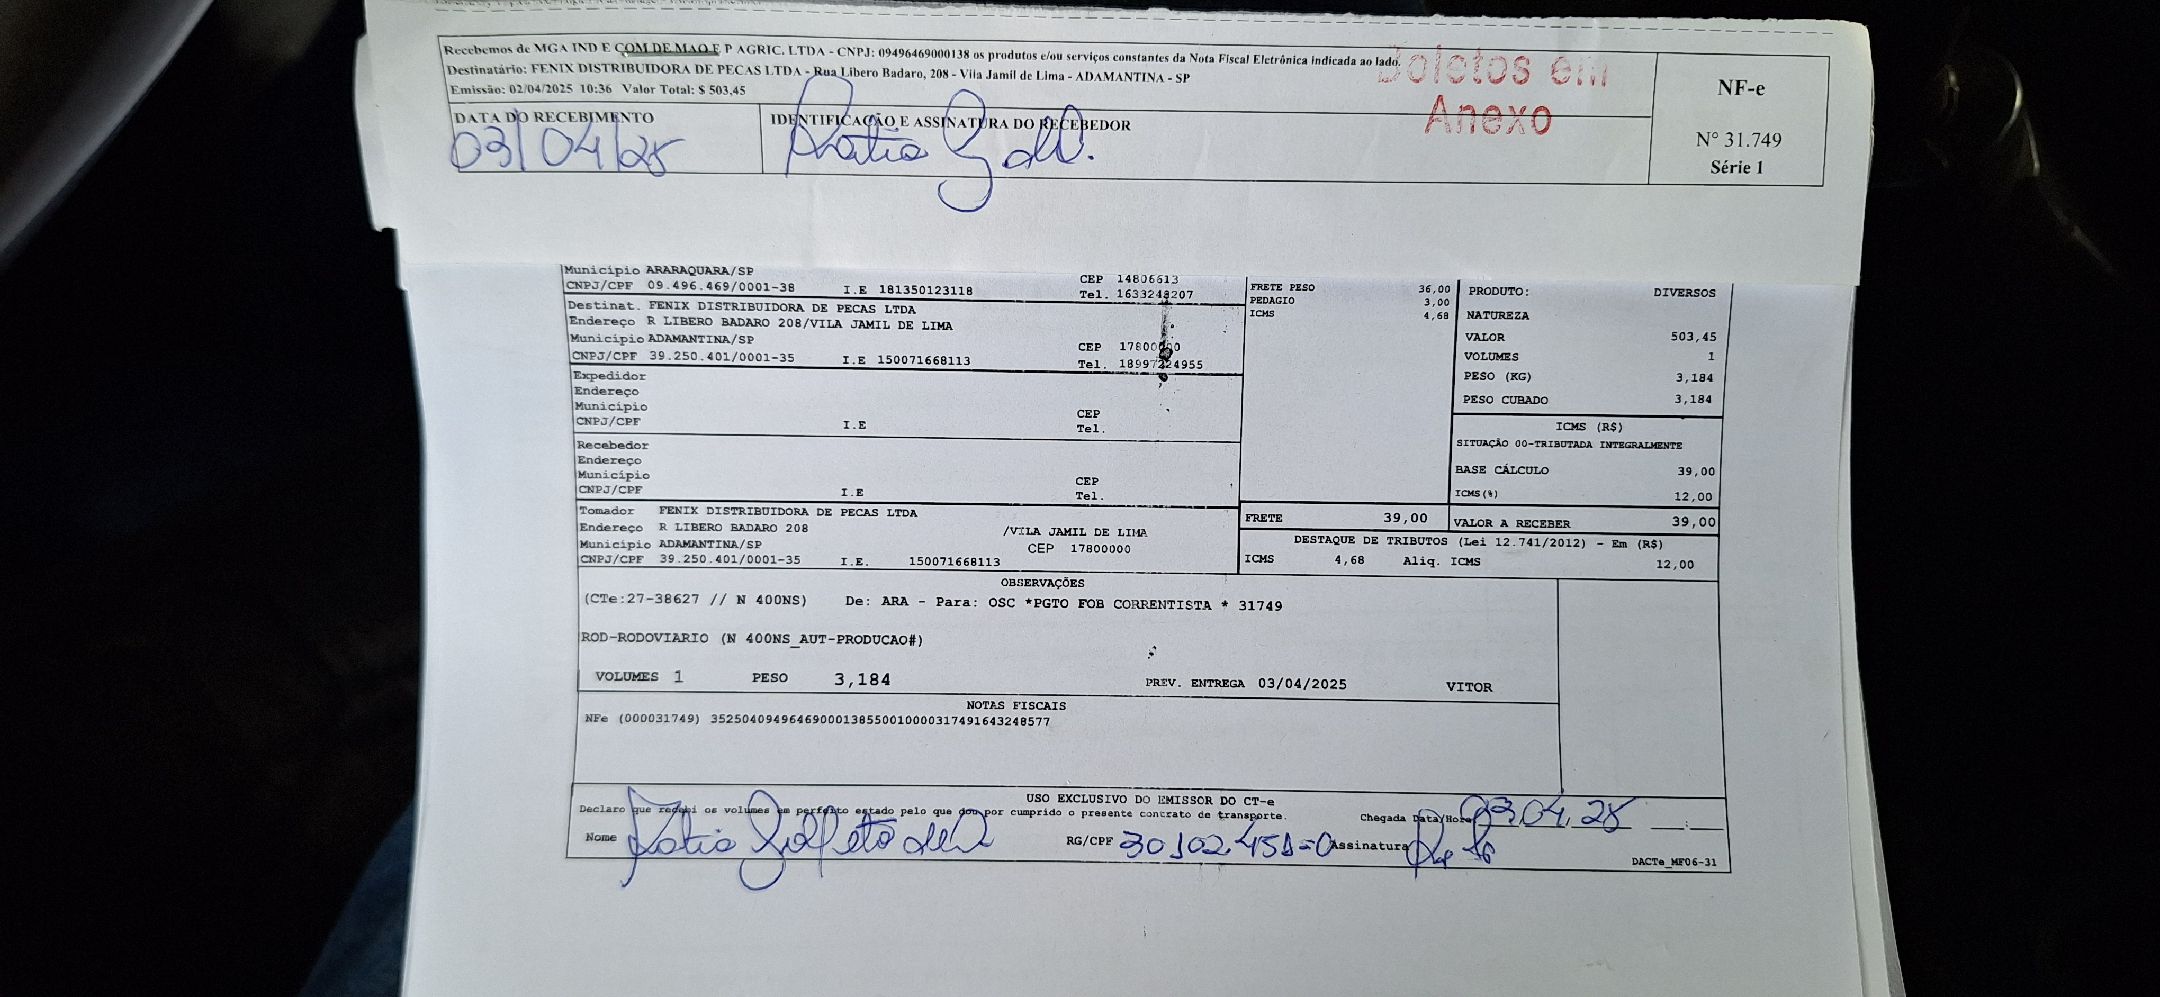 Recebemos de MGA IND E COM DE MAQ E P AGRIC. LTDA - CNPJ: 09496469000138 os produtos e/ou serviços constantes da Nota Fiscal Eletrônica indicada ao lado.
Destinatário: FENIX DISTRIBUIDORA DE PECAS LTDA - Rua Libero Badaro, 208 - Vila Jamil de Lima - ADAMANTINA - SP
Emissão: 02/04/2025 10:36 Valor Total: $ 503,45
Boletos em
Anexo
NF-e
Nº 31.749
Série 1
DATA DO RECEBIMENTO
03/04/25
IDENTIFICAÇÃO E ASSINATURA DO RECEBEDOR
Katia
Município ARARAQUARA/SP CEP 14806613
CNPJ/CPF 09.496.469/0001-38 I.E 181350123118 Tel. 1633248207
Destinat. FENIX DISTRIBUIDORA DE PECAS LTDA
Endereço R LIBERO BADARO 208/VILA JAMIL DE LIMA
Município ADAMANTINA/SP CEP 17800000
CNPJ/CPF 39.250.401/0001-35 I.E 150071668113 Tel. 18997224955
Expedidor
Endereço
Município CEP
CNPJ/CPF I.E Tel.
Recebedor
Endereço
Município CEP
CNPJ/CPF I.E Tel.
Tomador FENIX DISTRIBUIDORA DE PECAS LTDA
Endereço R LIBERO BADARO 208 /VILA JAMIL DE LIMA
Município ADAMANTINA/SP CEP 17800000
CNPJ/CPF 39.250.401/0001-35 I.E. 150071668113
FRETE PESO 36,00
PEDAGIO 3,00
ICMS 4,68
FRETE 39,00
PRODUTO: DIVERSOS
NATUREZA
VALOR 503,45
VOLUMES 1
PESO (KG) 3,184
PESO CUBADO 3,184
ICMS (R$)
SITUAÇÃO 00-TRIBUTADA INTEGRALMENTE
BASE CÁLCULO 39,00
ICMS(%) 12,00
VALOR A RECEBER 39,00
DESTAQUE DE TRIBUTOS (Lei 12.741/2012) - Em (R$)
ICMS 4,68 Aliq. ICMS 12,00
OBSERVAÇÕES
(CTe:27-38627 // N 400NS) De: ARA - Para: OSC *PGTO FOB CORRENTISTA * 31749
ROD-RODOVIARIO (N 400NS_AUT-PRODUCAO#)
VOLUMES 1 PESO 3,184 PREV. ENTREGA 03/04/2025 VITOR
NOTAS FISCAIS
NFe (000031749) 35250409496469000138550010000317491643248577
USO EXCLUSIVO DO EMISSOR DO CT-e
Declaro que recebi os volumes em perfeito estado pelo que dou por cumprido o presente contrato de transporte.
Chegada Data/Hora 03.04.25 __:__
Nome Katia RG/CPF Assinatura
DACTe_MF06-31